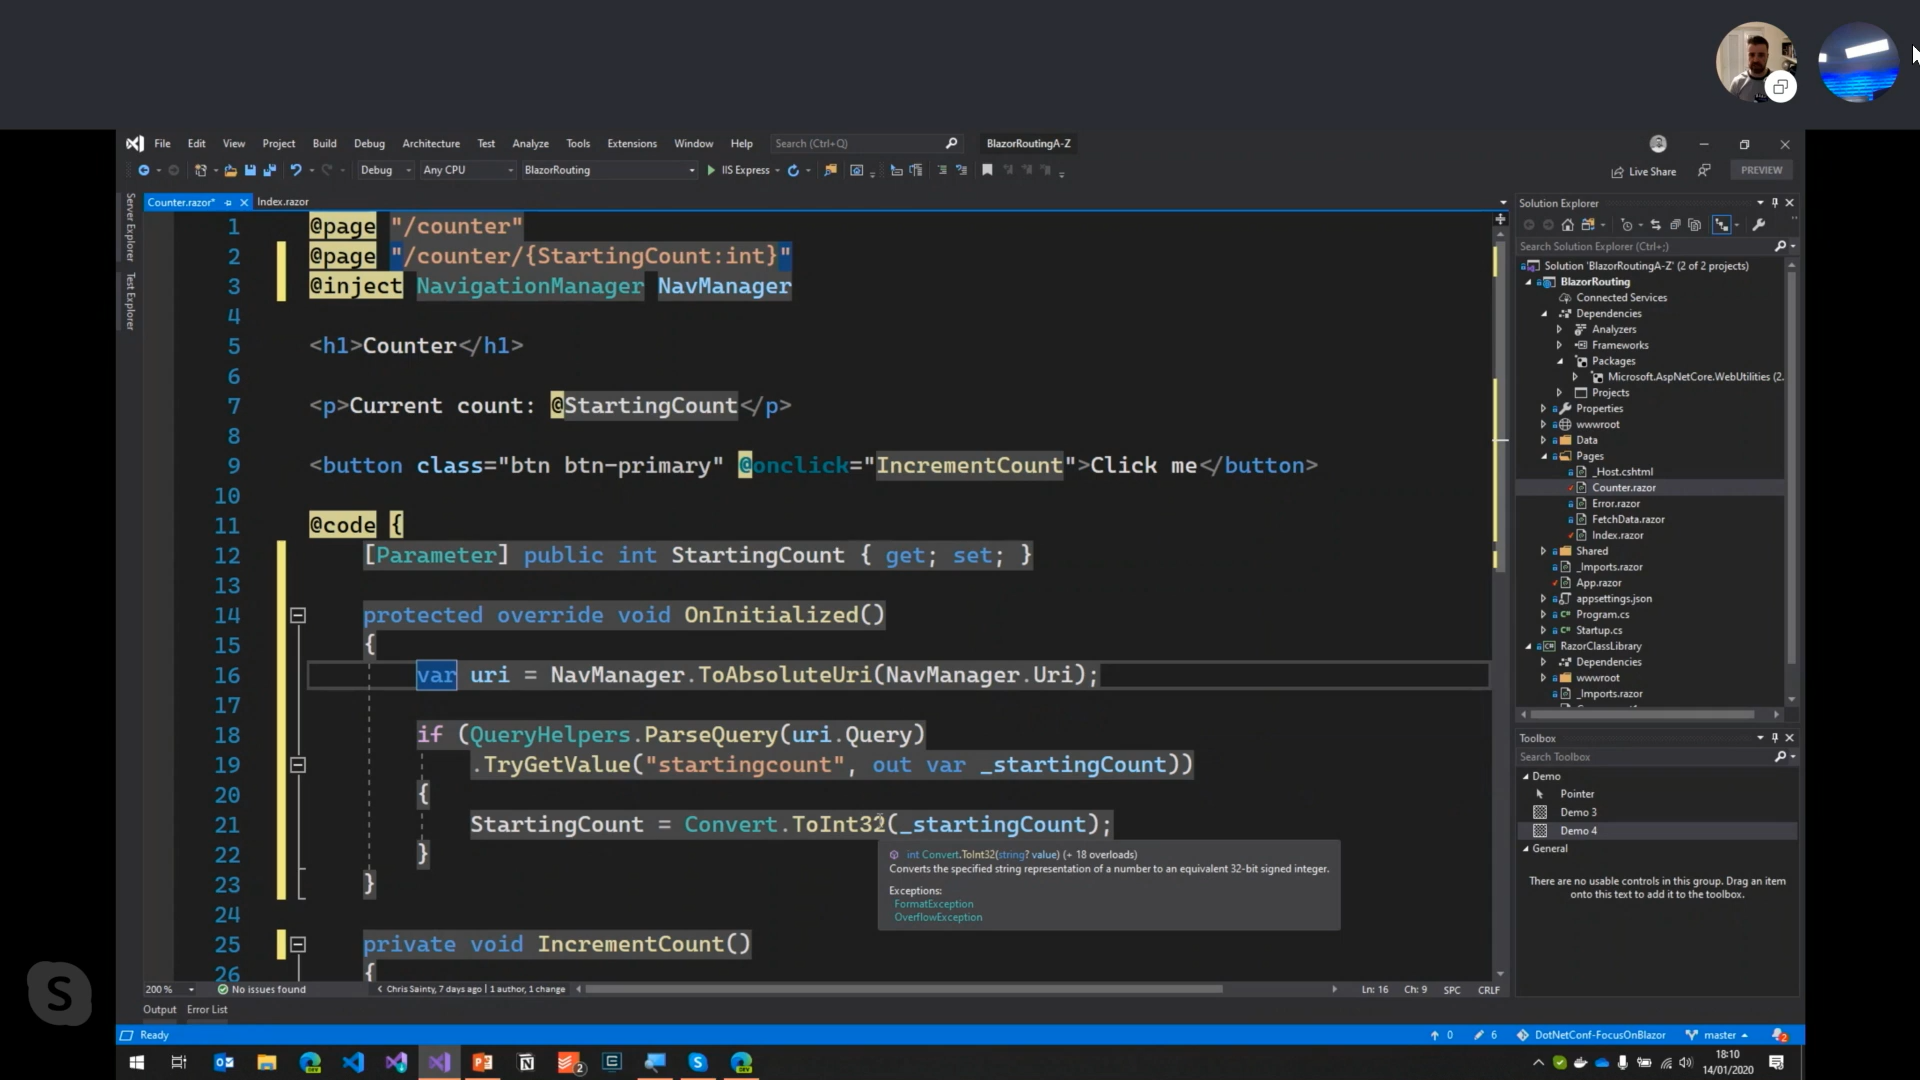 File Edit View Project Build Debug Architecture Test Analyze Tools Extensions Window Help Search (Ctrl+Q) BlazorRoutingA-Z
Debug Any CPU BlazorRouting IIS Express Live Share PREVIEW
Server Explorer
Test Explorer
Counter.razor* Index.razor
1 @page "/counter"
2 @page "/counter/{StartingCount:int}"
3 @inject NavigationManager NavManager
4
5 <h1>Counter</h1>
6
7 <p>Current count: @StartingCount</p>
8
9 <button class="btn btn-primary" @onclick="IncrementCount">Click me</button>
10
11 @code {
12 [Parameter] public int StartingCount { get; set; }
13
14 protected override void OnInitialized()
15 {
16 var uri = NavManager.ToAbsoluteUri(NavManager.Uri);
17
18 if (QueryHelpers.ParseQuery(uri.Query)
19 .TryGetValue("startingcount", out var _startingCount))
20 {
21 StartingCount = Convert.ToInt32(_startingCount);
22 }
23 }
24
25 private void IncrementCount()
26 {
int Convert.ToInt32(string? value) (+ 18 overloads)
Converts the specified string representation of a number to an equivalent 32-bit signed integer.
Exceptions:
FormatException
OverflowException
200 % No issues found Chris Sainty, 7 days ago | 1 author, 1 change Ln: 16 Ch: 9 SPC CRLF
Output Error List
Solution Explorer
Search Solution Explorer (Ctrl+;)
Solution 'BlazorRoutingA-Z' (2 of 2 projects)
BlazorRouting
Connected Services
Dependencies
Analyzers
Frameworks
Packages
Microsoft.AspNetCore.WebUtilities (2.
Projects
Properties
wwwroot
Data
Pages
_Host.cshtml
Counter.razor
Error.razor
FetchData.razor
Index.razor
Shared
_Imports.razor
App.razor
appsettings.json
Program.cs
Startup.cs
RazorClassLibrary
Dependencies
wwwroot
_Imports.razor
Toolbox
Search Toolbox
Demo
Pointer
Demo 3
Demo 4
General
There are no usable controls in this group. Drag an item
onto this text to add it to the toolbox.
Ready 0 6 DotNetConf-FocusOnBlazor master 2
2
18:10
14/01/2020